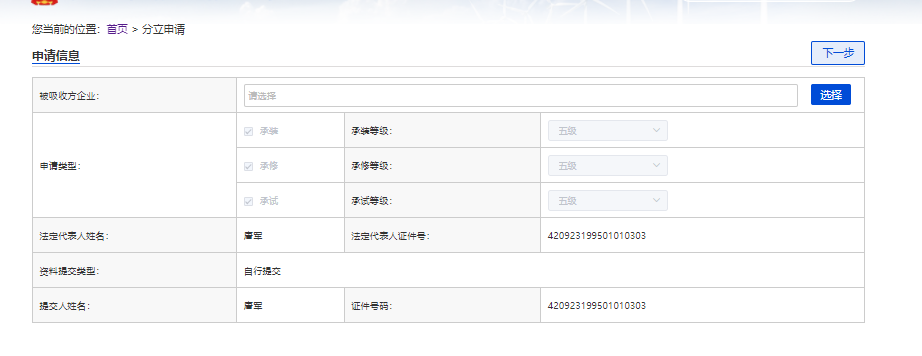 您当前的位置：首页 > 分立申请
申请信息
下一步
被吸收方企业：
请选择
选择
申请类型：
承装
承装等级：
五级
承修
承修等级：
五级
承试
承试等级：
五级
法定代表人姓名：
唐军
法定代表人证件号：
420923199501010303
资料提交类型：
自行提交
提交人姓名：
唐军
证件号码：
420923199501010303